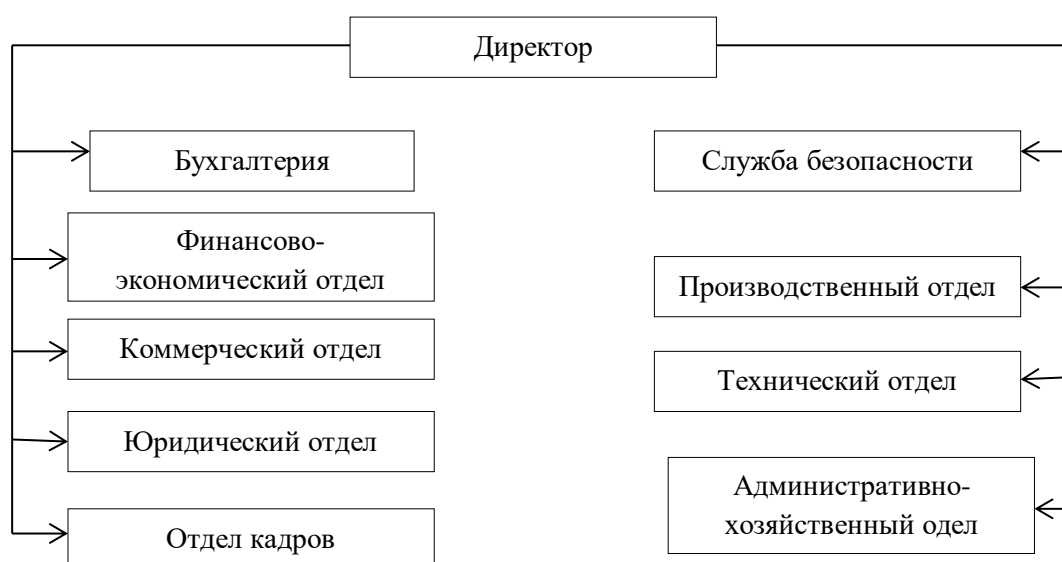 Директор
Бухгалтерия
Финансово-
экономический отдел
Коммерческий отдел
Юридический отдел
Отдел кадров
Служба безопасности
Производственный отдел
Технический отдел
Административно-
хозяйственный одел